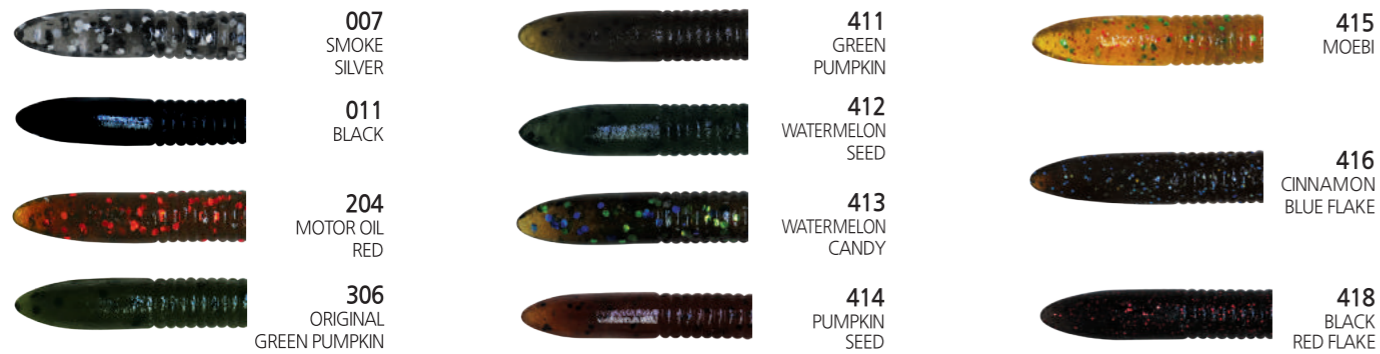 007
SMOKE
SILVER
011
BLACK
204
MOTOR OIL
RED
306
ORIGINAL
GREEN PUMPKIN
411
GREEN
PUMPKIN
412
WATERMELON
SEED
413
WATERMELON
CANDY
414
PUMPKIN
SEED
415
MOEBI
416
CINNAMON
BLUE FLAKE
418
BLACK
RED FLAKE